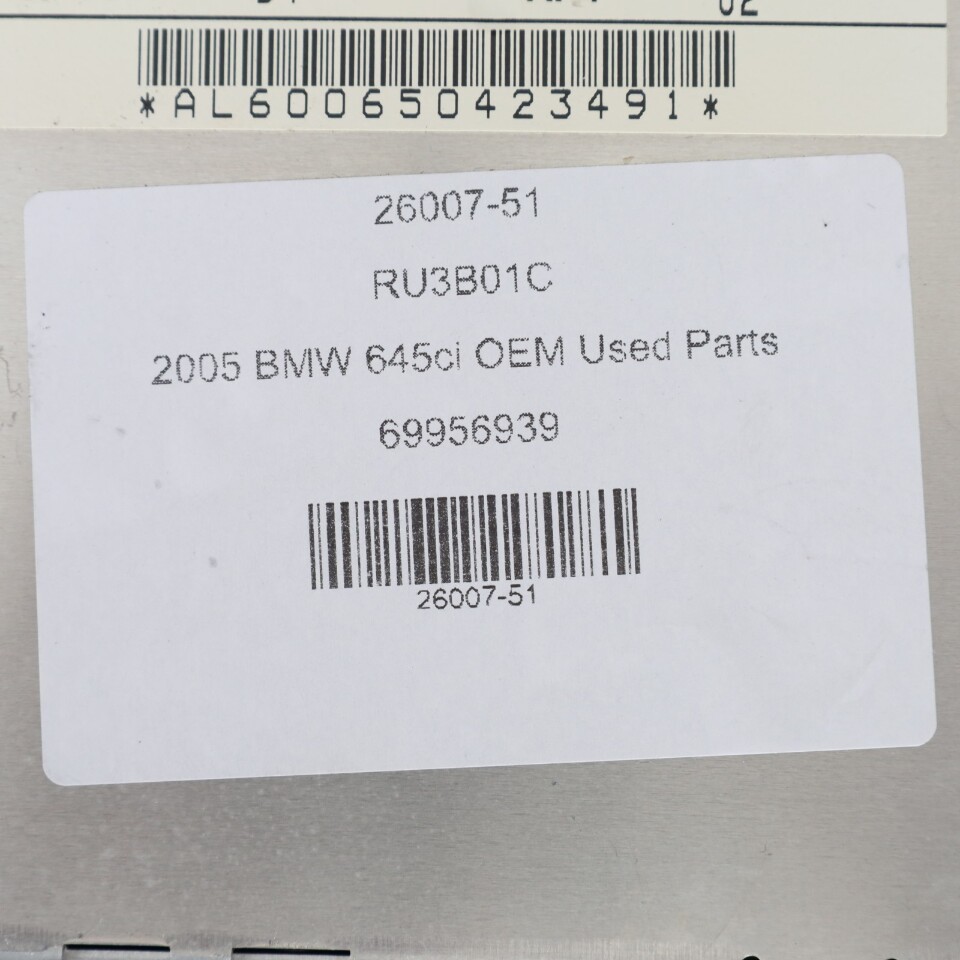 *AL600650423491*
26007-51
RU3B01C
2005 BMW 645ci OEM Used Parts
69956939
26007-51